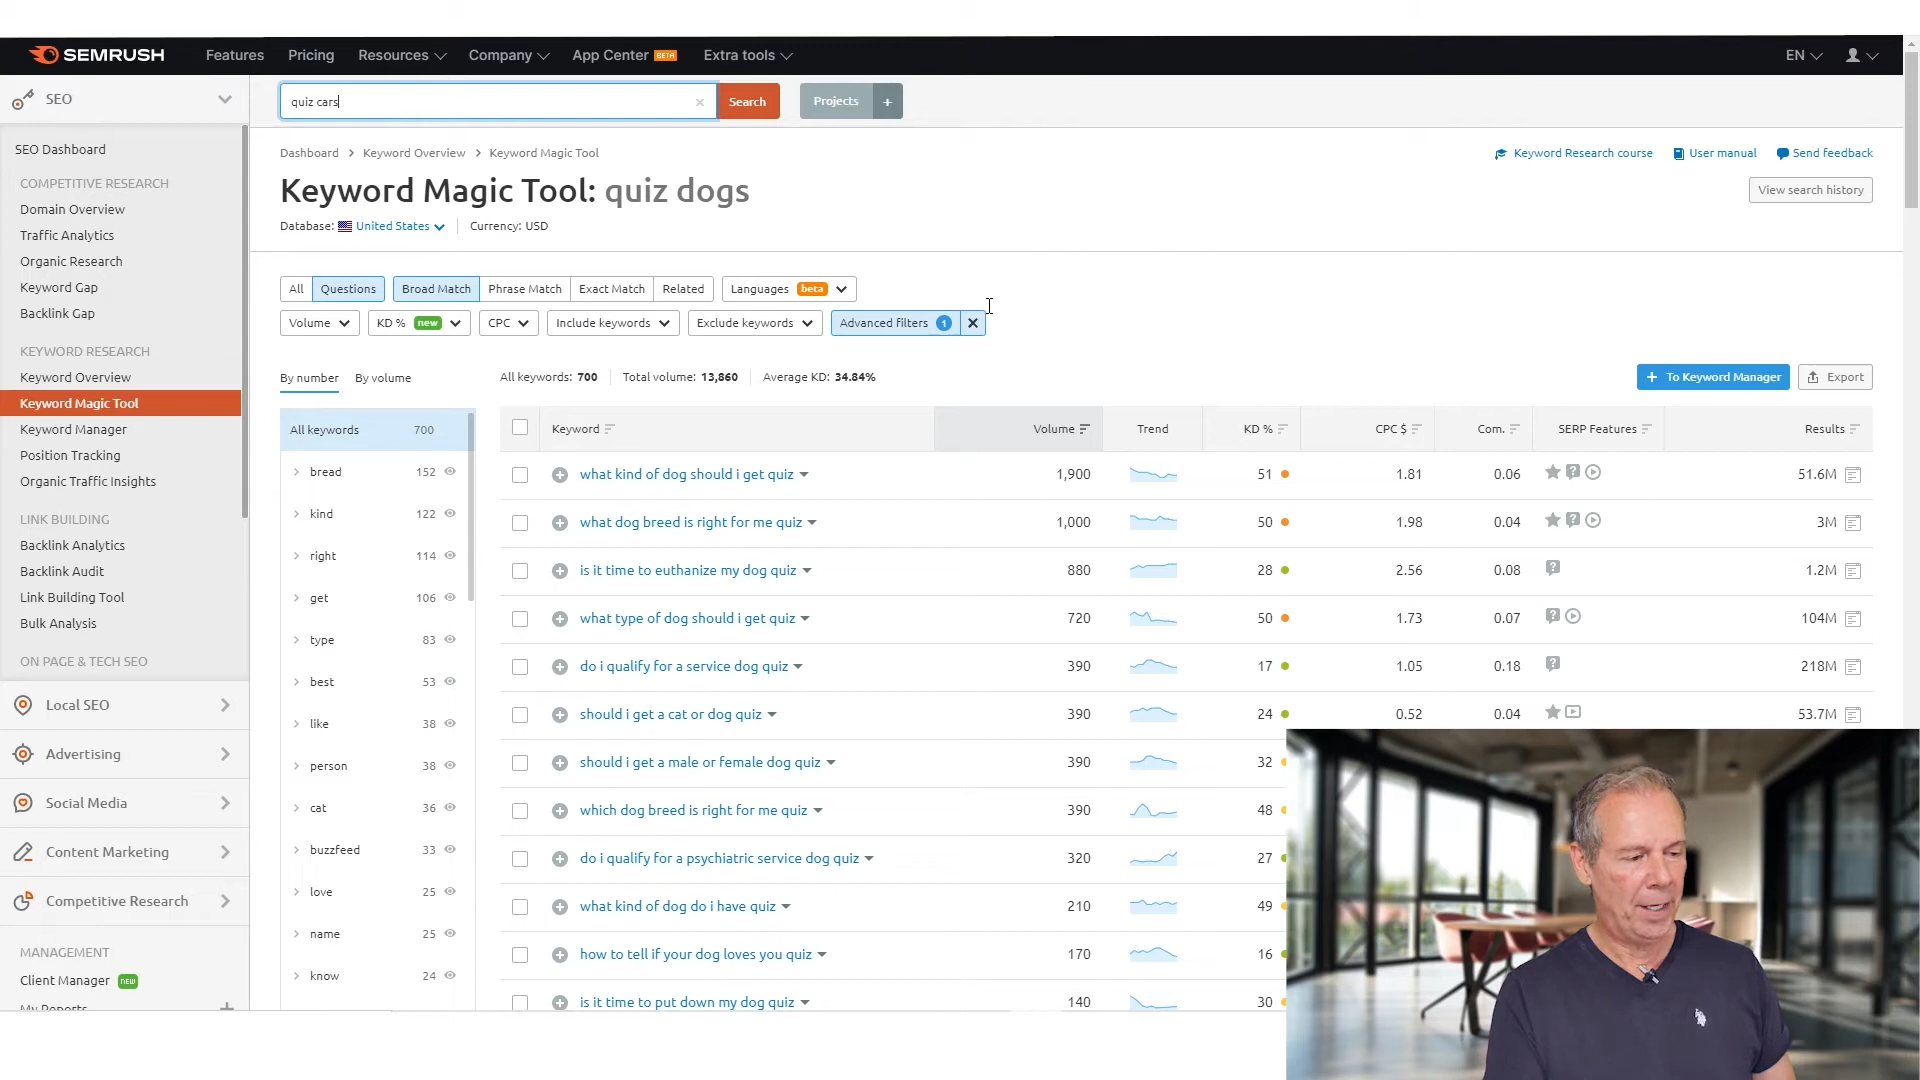 SEMRUSH Features Pricing Resources Company App Center BETA Extra tools EN
SEO
quiz cars × Search Projects +
SEO Dashboard
COMPETITIVE RESEARCH
Domain Overview
Traffic Analytics
Organic Research
Keyword Gap
Backlink Gap
KEYWORD RESEARCH
Keyword Overview
Keyword Magic Tool
Keyword Manager
Position Tracking
Organic Traffic Insights
LINK BUILDING
Backlink Analytics
Backlink Audit
Link Building Tool
Bulk Analysis
ON PAGE & TECH SEO
Local SEO
Advertising
Social Media
Content Marketing
Competitive Research
MANAGEMENT
Client Manager NEW
My Reports +
Dashboard > Keyword Overview > Keyword Magic Tool
Keyword Research course User manual Send feedback
Keyword Magic Tool: quiz dogs
View search history
Database: United States Currency: USD
All Questions Broad Match Phrase Match Exact Match Related Languages beta
Volume KD % new CPC Include keywords Exclude keywords Advanced filters 1 ×
By number By volume
All keywords: 700 Total volume: 13,860 Average KD: 34.84%
+ To Keyword Manager Export
All keywords 700
bread 152
kind 122
right 114
get 106
type 83
best 53
like 38
person 38
cat 36
buzzfeed 33
love 25
name 25
know 24
Keyword Volume Trend KD % CPC $ Com. SERP Features Results
what kind of dog should i get quiz 1,900 51 1.81 0.06 51.6M
what dog breed is right for me quiz 1,000 50 1.98 0.04 3M
is it time to euthanize my dog quiz 880 28 2.56 0.08 1.2M
what type of dog should i get quiz 720 50 1.73 0.07 104M
do i qualify for a service dog quiz 390 17 1.05 0.18 218M
should i get a cat or dog quiz 390 24 0.52 0.04 53.7M
should i get a male or female dog quiz 390 32
which dog breed is right for me quiz 390 48
do i qualify for a psychiatric service dog quiz 320 27
what kind of dog do i have quiz 210 49
how to tell if your dog loves you quiz 170 16
is it time to put down my dog quiz 140 30